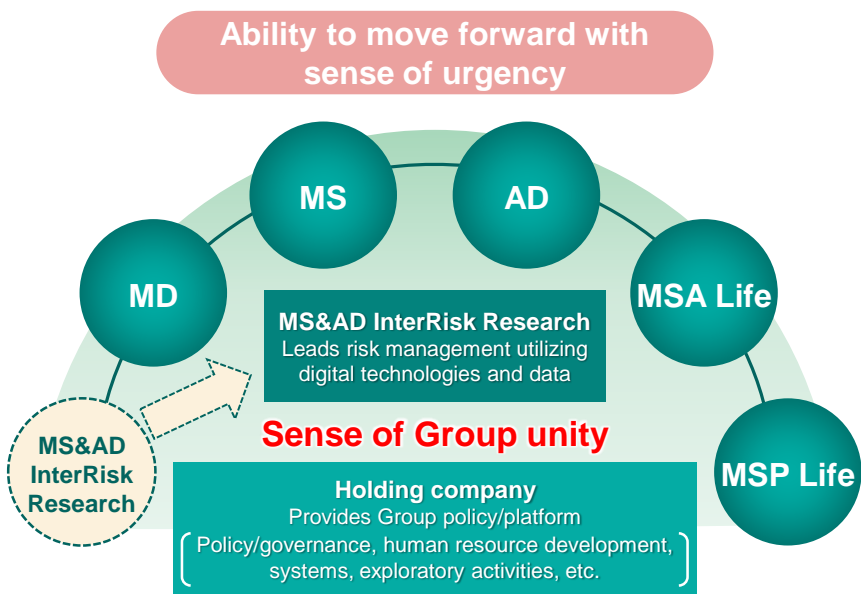 Ability to move forward with
sense of urgency
MS
AD
MD
MSA Life
MS&AD InterRisk Research
Leads risk management utilizing
digital technologies and data
MS&AD
InterRisk
Research
Sense of Group unity
MSP Life
Holding company
Provides Group policy/platform
Policy/governance, human resource development,
systems, exploratory activities, etc.